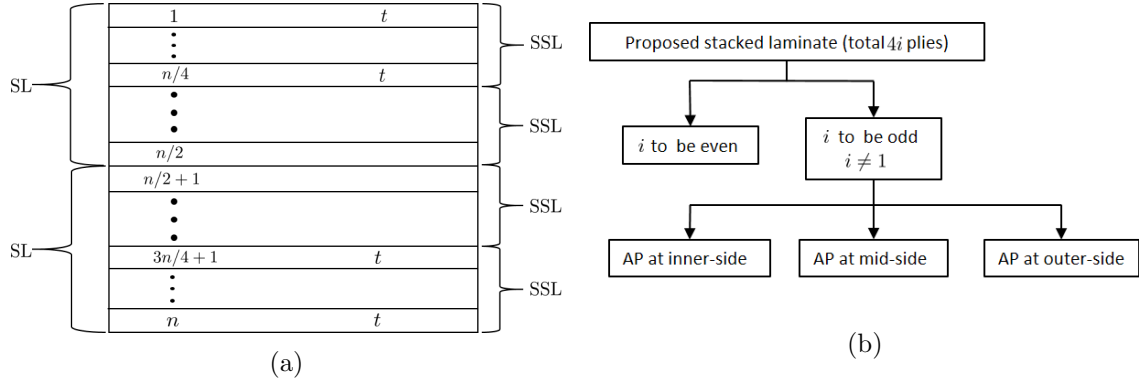 1 t
SSL
n/4 t
SL
SSL
n/2
n/2 + 1
SSL
SL
3n/4 + 1 t
SSL
n t
(a)
Proposed stacked laminate (total 4i plies)
i to be even
i to be odd
i ≠ 1
AP at inner-side
AP at mid-side
AP at outer-side
(b)